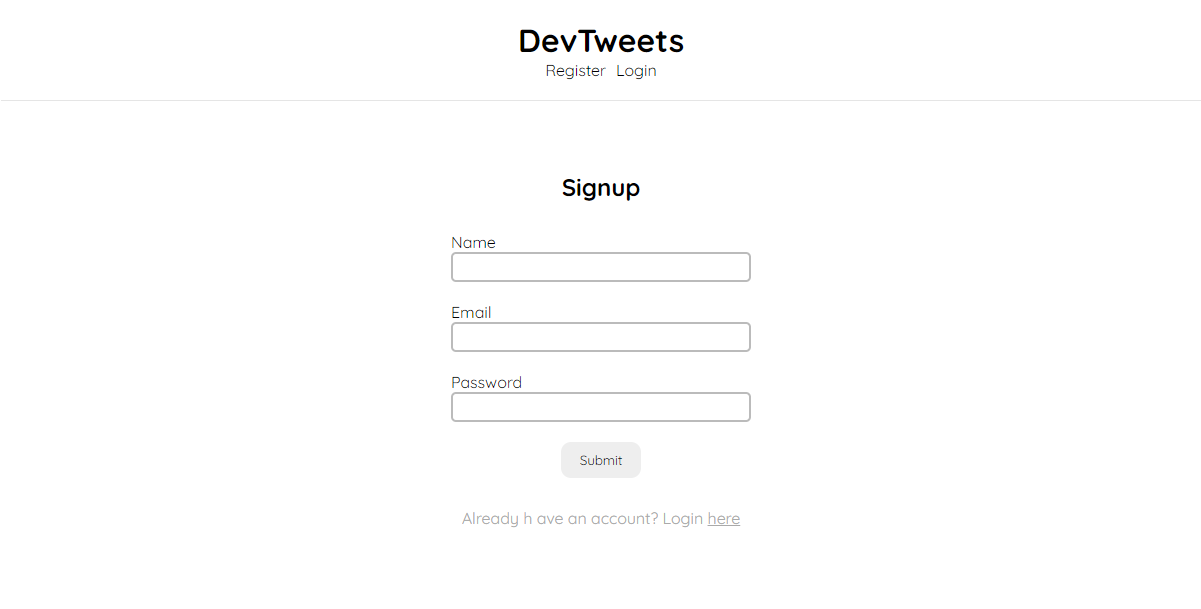 DevTweets
Register Login
Signup
Name
Email
Password
Submit
Already h ave an account? Login here